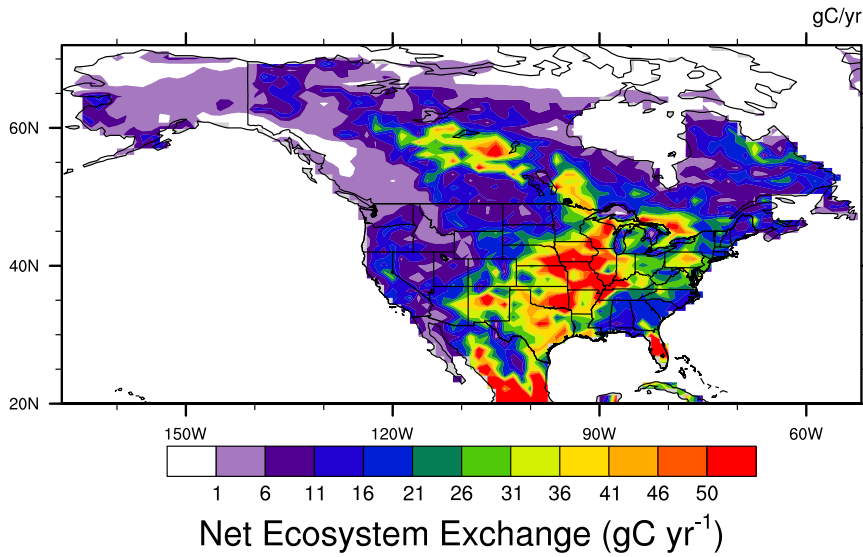 gC/yr
60N
40N
20N
150W 120W 90W 60W
1 6 11 16 21 26 31 36 41 46 50
Net Ecosystem Exchange (gC yr⁻¹)